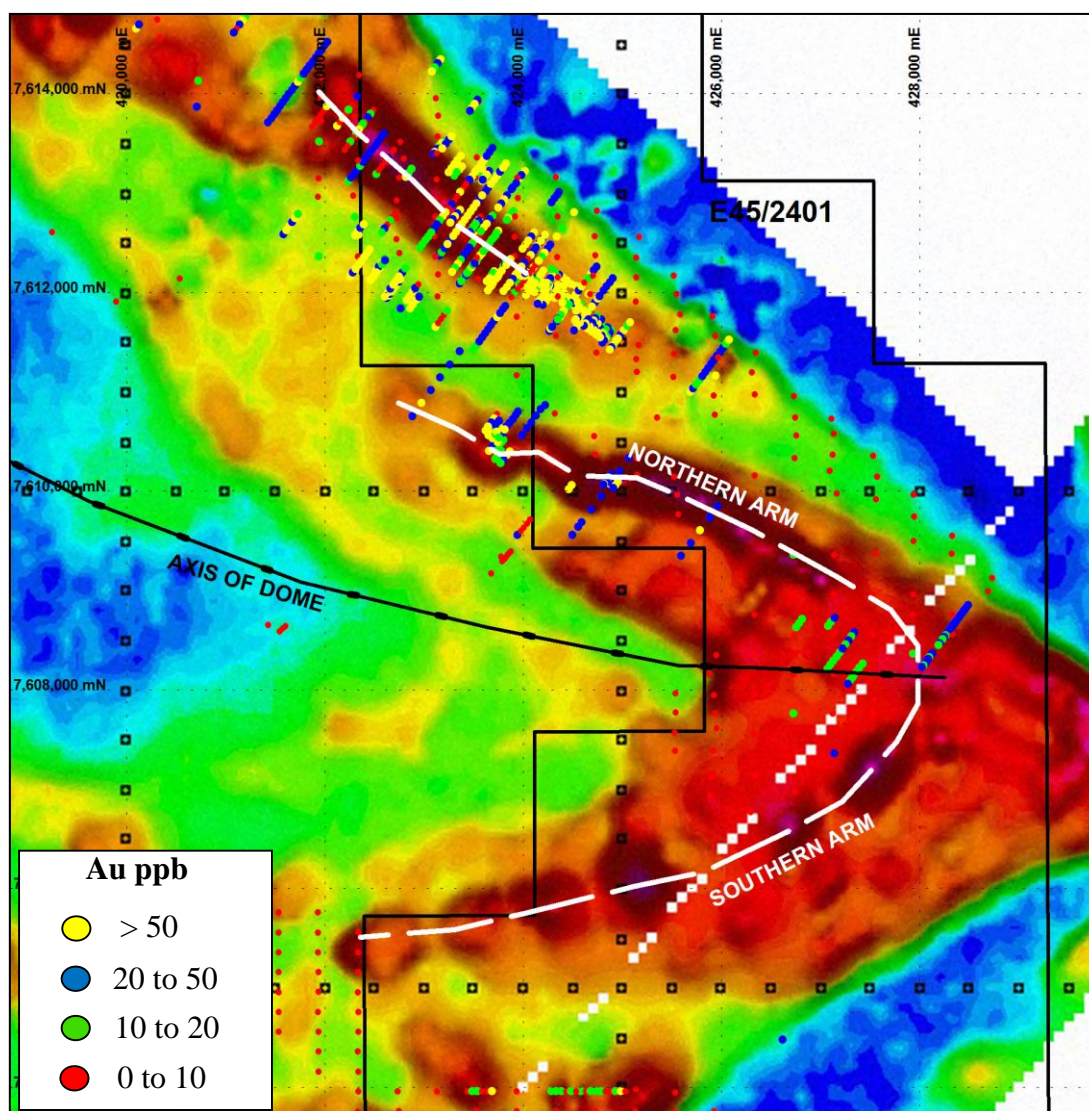 420,000 mE
mE
424,000 mE
426,000 mE
428,000 mE
7,614,000 mN
E45/2401
7,612,000 mN
NORTHERN ARM
7,610,000 mN
AXIS OF DOME
7,608,000 mN
SOUTHERN ARM
Au ppb
> 50
20 to 50
10 to 20
0 to 10